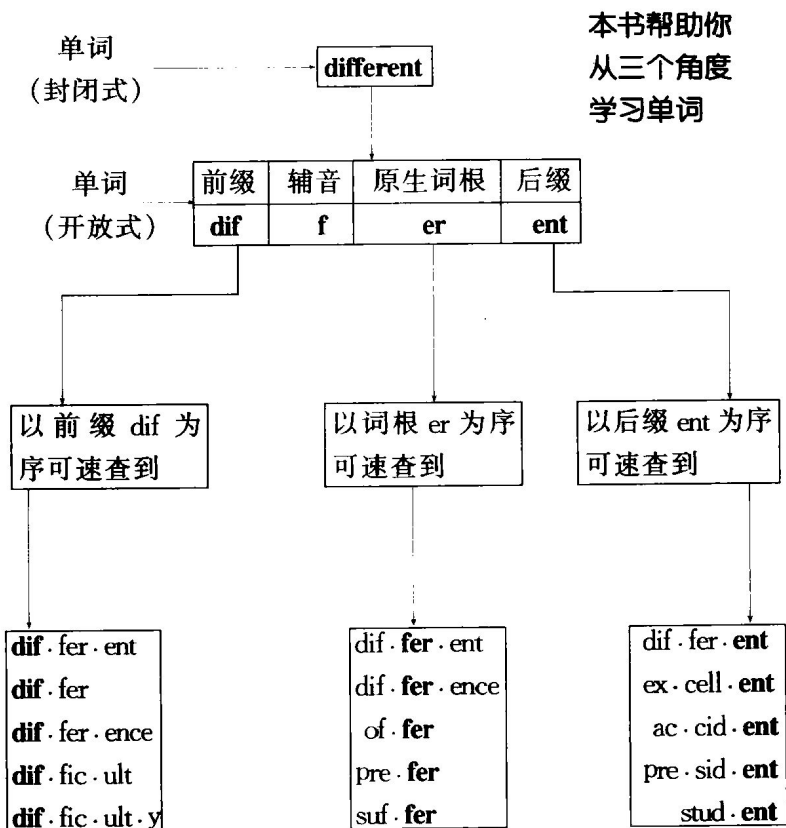 本书帮助你
从三个角度
学习单词
单词
(封闭式)
different
单词
(开放式)
前缀 辅音 原生词根 后缀
dif f er ent
以前缀 dif 为
序可速查到
以词根 er 为序
可速查到
以后缀 ent 为序
可速查到
dif·fer·ent
dif·fer
dif·fer·ence
dif·fic·ult
dif·fic·ult·y
dif·fer·ent
dif·fer·ence
of·fer
pre·fer
suf·fer
dif·fer·ent
ex·cell·ent
ac·cid·ent
pre·sid·ent
stud·ent